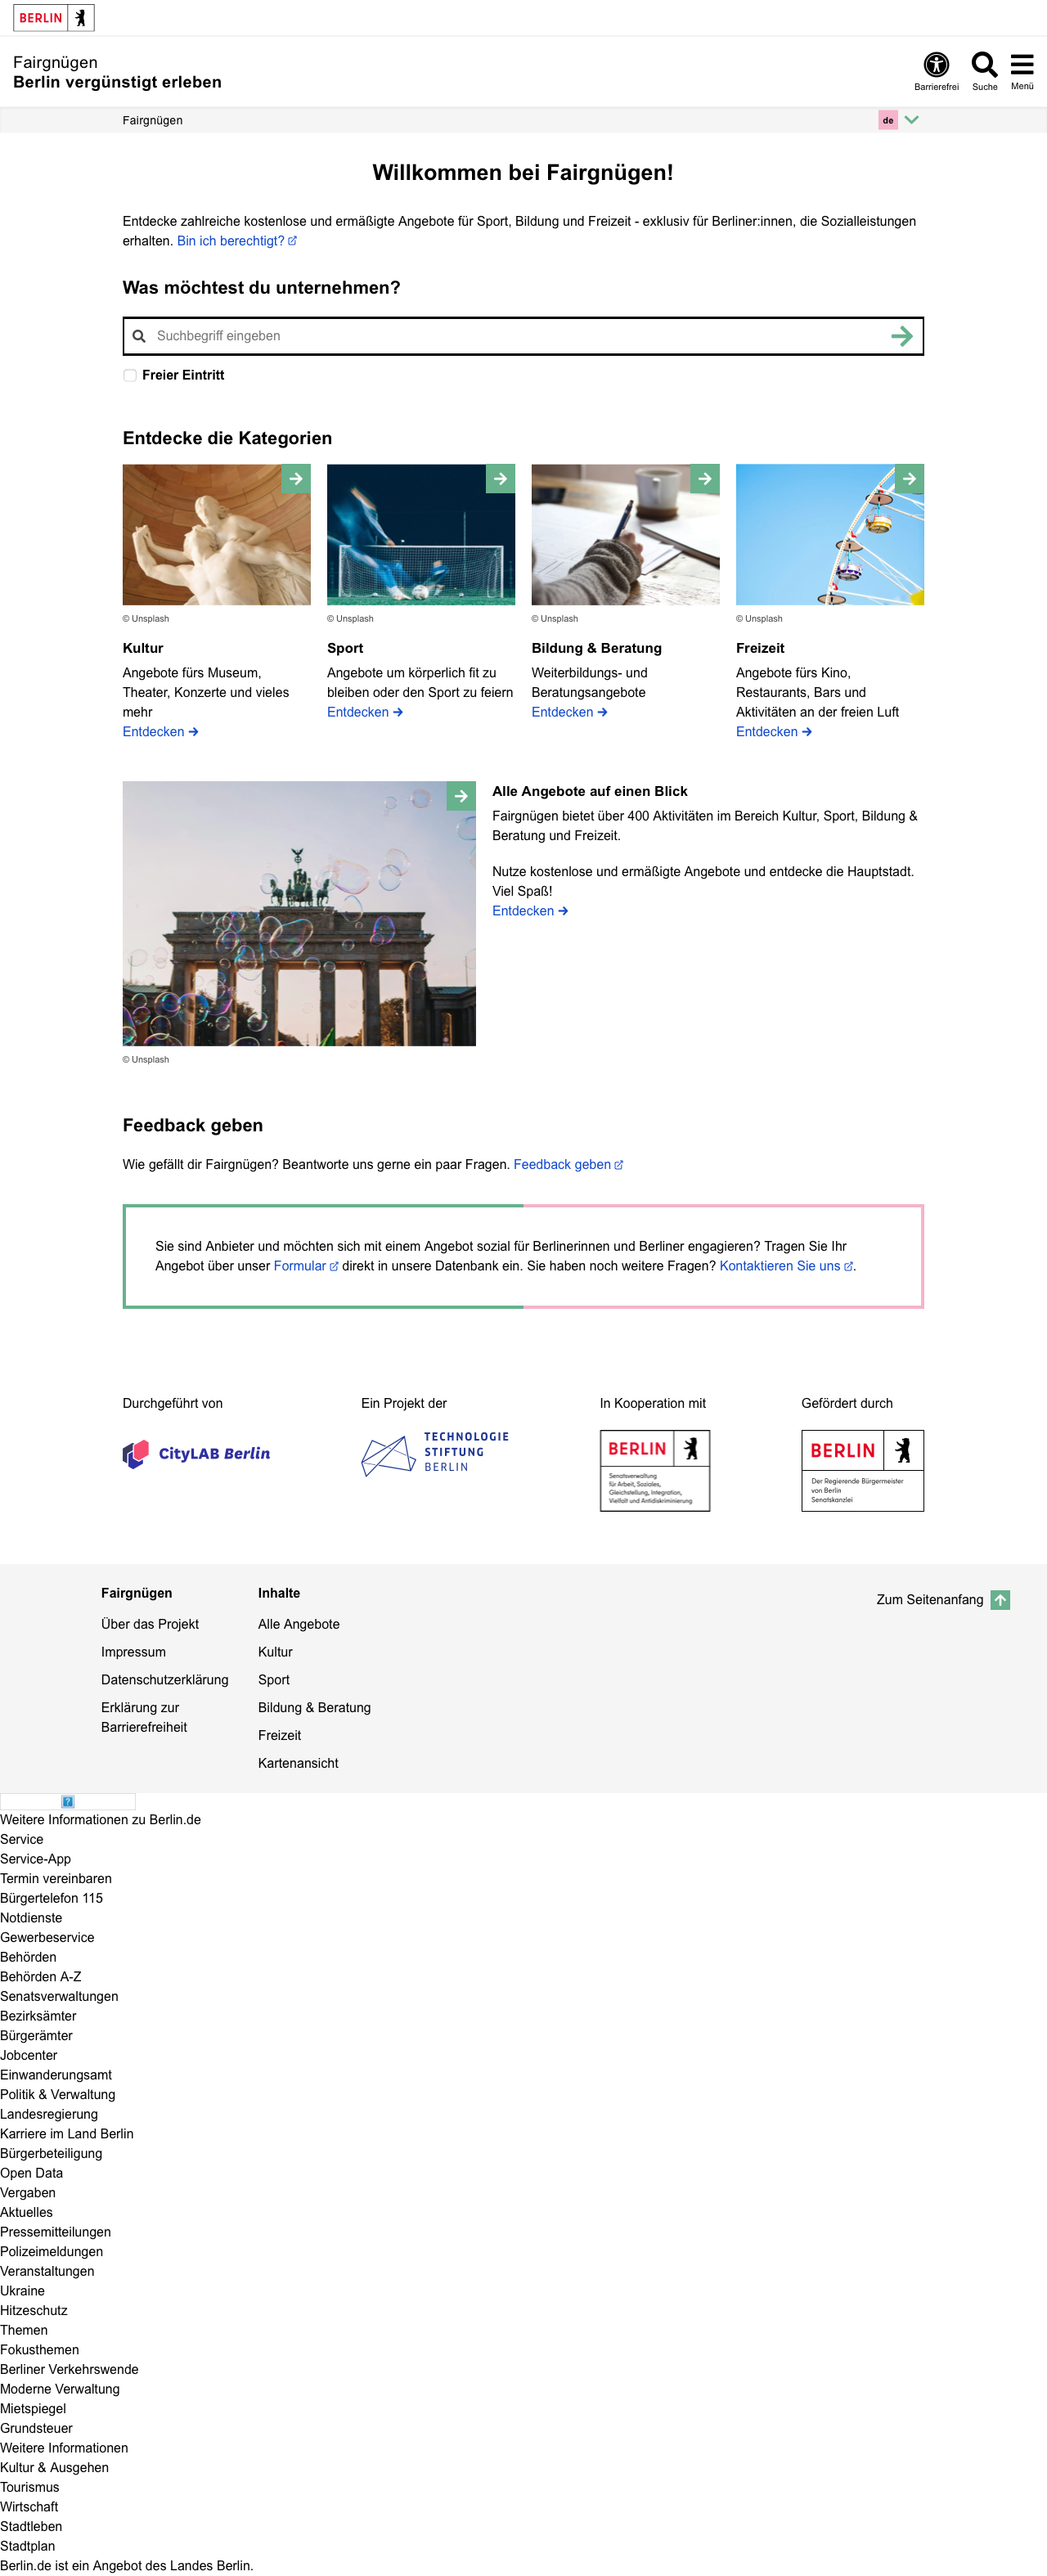 BERLIN
Fairgnügen
Berlin vergünstigt erleben
Barrierefrei
Suche
Menü
Fairgnügen
de
Willkommen bei Fairgnügen!
Entdecke zahlreiche kostenlose und ermäßigte Angebote für Sport, Bildung und Freizeit - exklusiv für Berliner:innen, die Sozialleistungen
erhalten. Bin ich berechtigt?
Was möchtest du unternehmen?
Suchbegriff eingeben
Freier Eintritt
Entdecke die Kategorien
© Unsplash
Kultur
Angebote fürs Museum,
Theater, Konzerte und vieles
mehr
Entdecken
© Unsplash
Sport
Angebote um körperlich fit zu
bleiben oder den Sport zu feiern
Entdecken
© Unsplash
Bildung & Beratung
Weiterbildungs- und
Beratungsangebote
Entdecken
© Unsplash
Freizeit
Angebote fürs Kino,
Restaurants, Bars und
Aktivitäten an der freien Luft
Entdecken
© Unsplash
Alle Angebote auf einen Blick
Fairgnügen bietet über 400 Aktivitäten im Bereich Kultur, Sport, Bildung &
Beratung und Freizeit.
Nutze kostenlose und ermäßigte Angebote und entdecke die Hauptstadt.
Viel Spaß!
Entdecken
Feedback geben
Wie gefällt dir Fairgnügen? Beantworte uns gerne ein paar Fragen. Feedback geben
Sie sind Anbieter und möchten sich mit einem Angebot sozial für Berlinerinnen und Berliner engagieren? Tragen Sie Ihr
Angebot über unser Formular direkt in unsere Datenbank ein. Sie haben noch weitere Fragen? Kontaktieren Sie uns.
Durchgeführt von
CityLAB Berlin
Ein Projekt der
TECHNOLOGIE
STIFTUNG
BERLIN
In Kooperation mit
BERLIN
Senatsverwaltung
für Arbeit, Soziales,
Gleichstellung, Integration,
Vielfalt und Antidiskriminierung
Gefördert durch
BERLIN
Der Regierende Bürgermeister
von Berlin
Senatskanzlei
Fairgnügen
Über das Projekt
Impressum
Datenschutzerklärung
Erklärung zur
Barrierefreiheit
Inhalte
Alle Angebote
Kultur
Sport
Bildung & Beratung
Freizeit
Kartenansicht
Zum Seitenanfang
?
Weitere Informationen zu Berlin.de
Service
Service-App
Termin vereinbaren
Bürgertelefon 115
Notdienste
Gewerbeservice
Behörden
Behörden A-Z
Senatsverwaltungen
Bezirksämter
Bürgerämter
Jobcenter
Einwanderungsamt
Politik & Verwaltung
Landesregierung
Karriere im Land Berlin
Bürgerbeteiligung
Open Data
Vergaben
Aktuelles
Pressemitteilungen
Polizeimeldungen
Veranstaltungen
Ukraine
Hitzeschutz
Themen
Fokusthemen
Berliner Verkehrswende
Moderne Verwaltung
Mietspiegel
Grundsteuer
Weitere Informationen
Kultur & Ausgehen
Tourismus
Wirtschaft
Stadtleben
Stadtplan
Berlin.de ist ein Angebot des Landes Berlin.